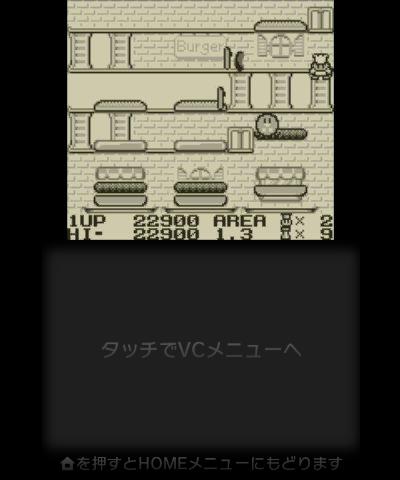 Burger
1UP 22900 AREA × 2
HI- 22900 1.3 × 9
タッチでVCメニューへ
を押すとHOMEメニューにもどります